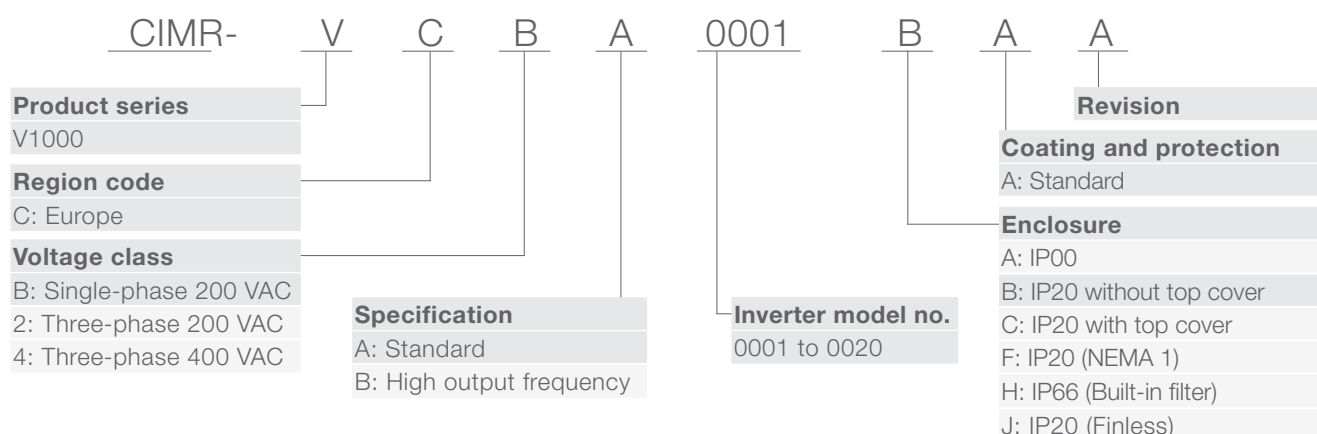 CIMR- V C B A 0001 B A A
Product series
V1000
Region code
C: Europe
Voltage class
B: Single-phase 200 VAC
2: Three-phase 200 VAC
4: Three-phase 400 VAC
Specification
A: Standard
B: High output frequency
Inverter model no.
0001 to 0020
Revision
Coating and protection
A: Standard
Enclosure
A: IP00
B: IP20 without top cover
C: IP20 with top cover
F: IP20 (NEMA 1)
H: IP66 (Built-in filter)
J: IP20 (Finless)